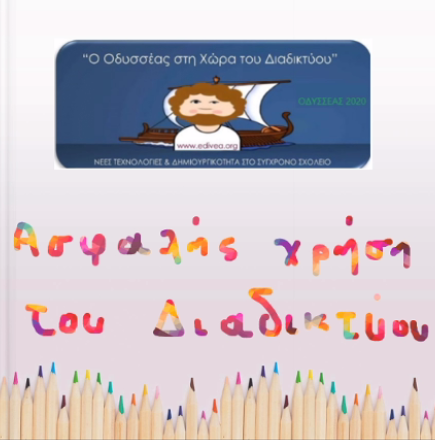 “Ο Οδυσσέας στη Χώρα του Διαδικτύου”
ΟΔΥΣΣΕΑΣ 2020
www.edivea.org
ΝΕΕΣ ΤΕΧΝΟΛΟΓΙΕΣ & ΔΗΜΙΟΥΡΓΙΚΟΤΗΤΑ ΣΤΟ ΣΥΓΧΡΟΝΟ ΣΧΟΛΕΙΟ
Ασφαλής χρήση
του Διαδικτύου